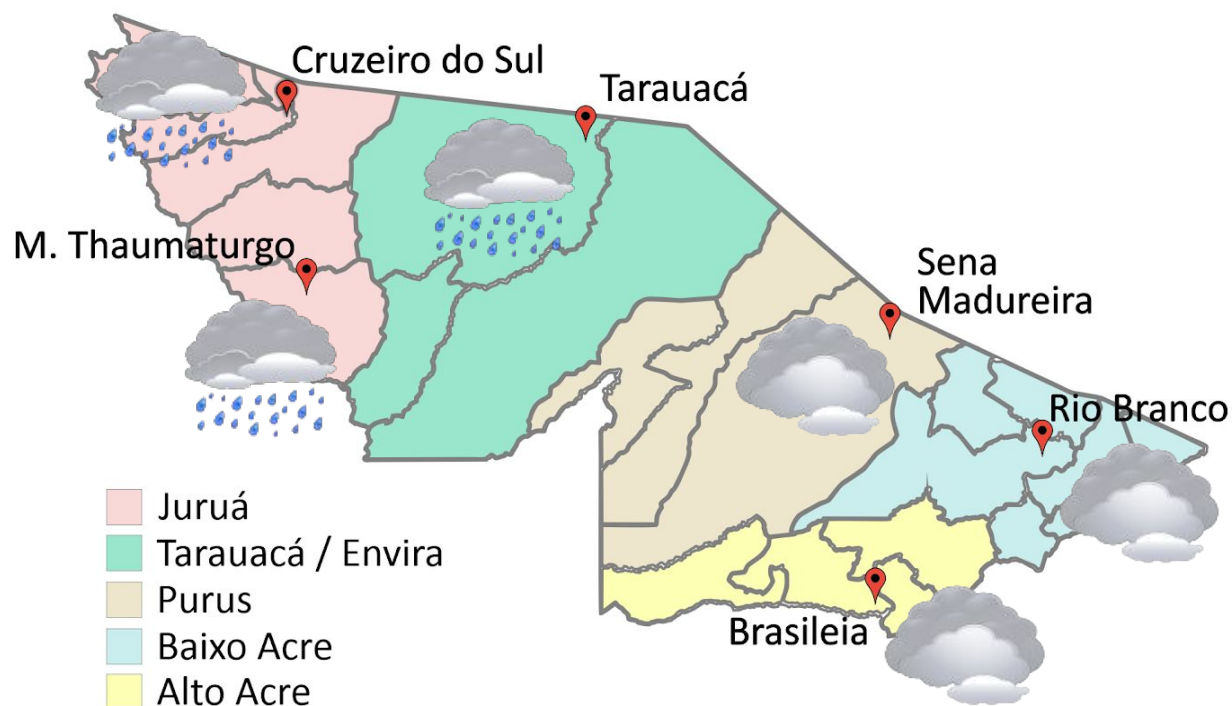 Cruzeiro do Sul
Tarauacá
M. Thaumaturgo
Sena
Madureira
Rio Branco
Brasileia
Juruá
Tarauacá / Envira
Purus
Baixo Acre
Alto Acre